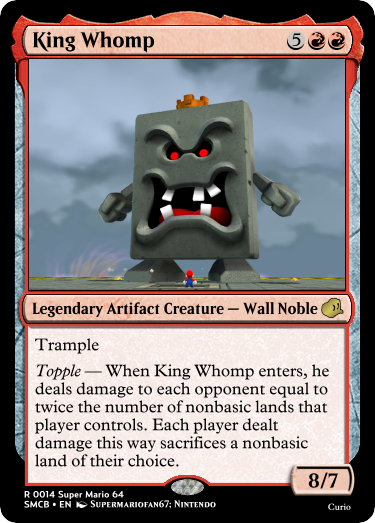 King Whomp 5
Legendary Artifact Creature — Wall Noble
Trample
Topple — When King Whomp enters, he
deals damage to each opponent equal to
twice the number of nonbasic lands that
player controls. Each player dealt
damage this way sacrifices a nonbasic
land of their choice.
8/7
R 0014 Super Mario 64
SMCB • EN Supermariofan67; Nintendo
Curio